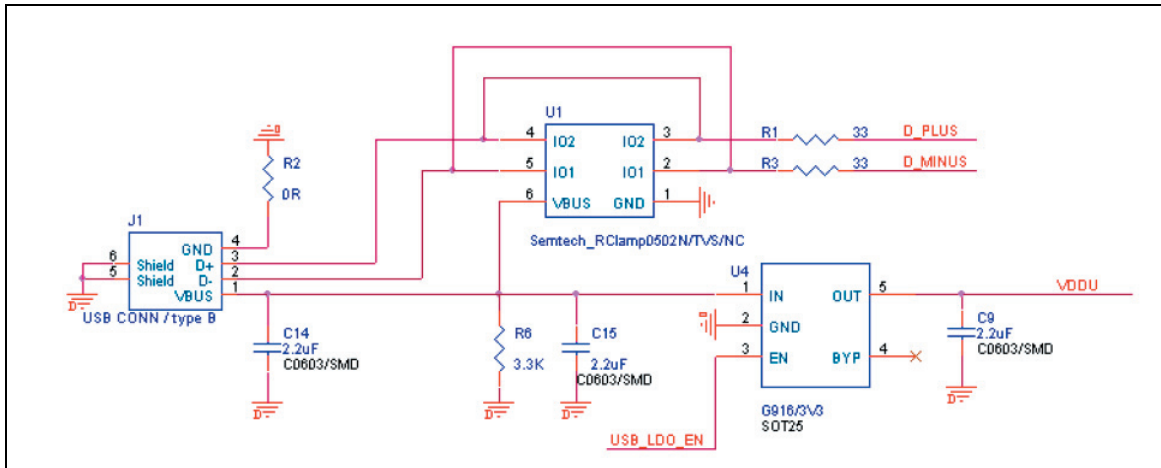 U1
4 IO2 IO2 3 R1 33 D_PLUS
5 IO1 IO1 2 R3 33 D_MINUS
6 VBUS GND 1
Semtech_RClamp0502N/TVS/NC
R2
0R
J1
GND 4
6 Shield D+ 3
5 Shield D- 2
VBUS 1
USB CONN /type B
U4
1 IN OUT 5 VDDU
2 GND
3 EN BYP 4
G916/3V3
SOT25
USB_LDO_EN
C14
2.2uF
C0603/SMD
R6
3.3K
C15
2.2uF
C0603/SMD
C9
2.2uF
C0603/SMD
D
D
D
D
D